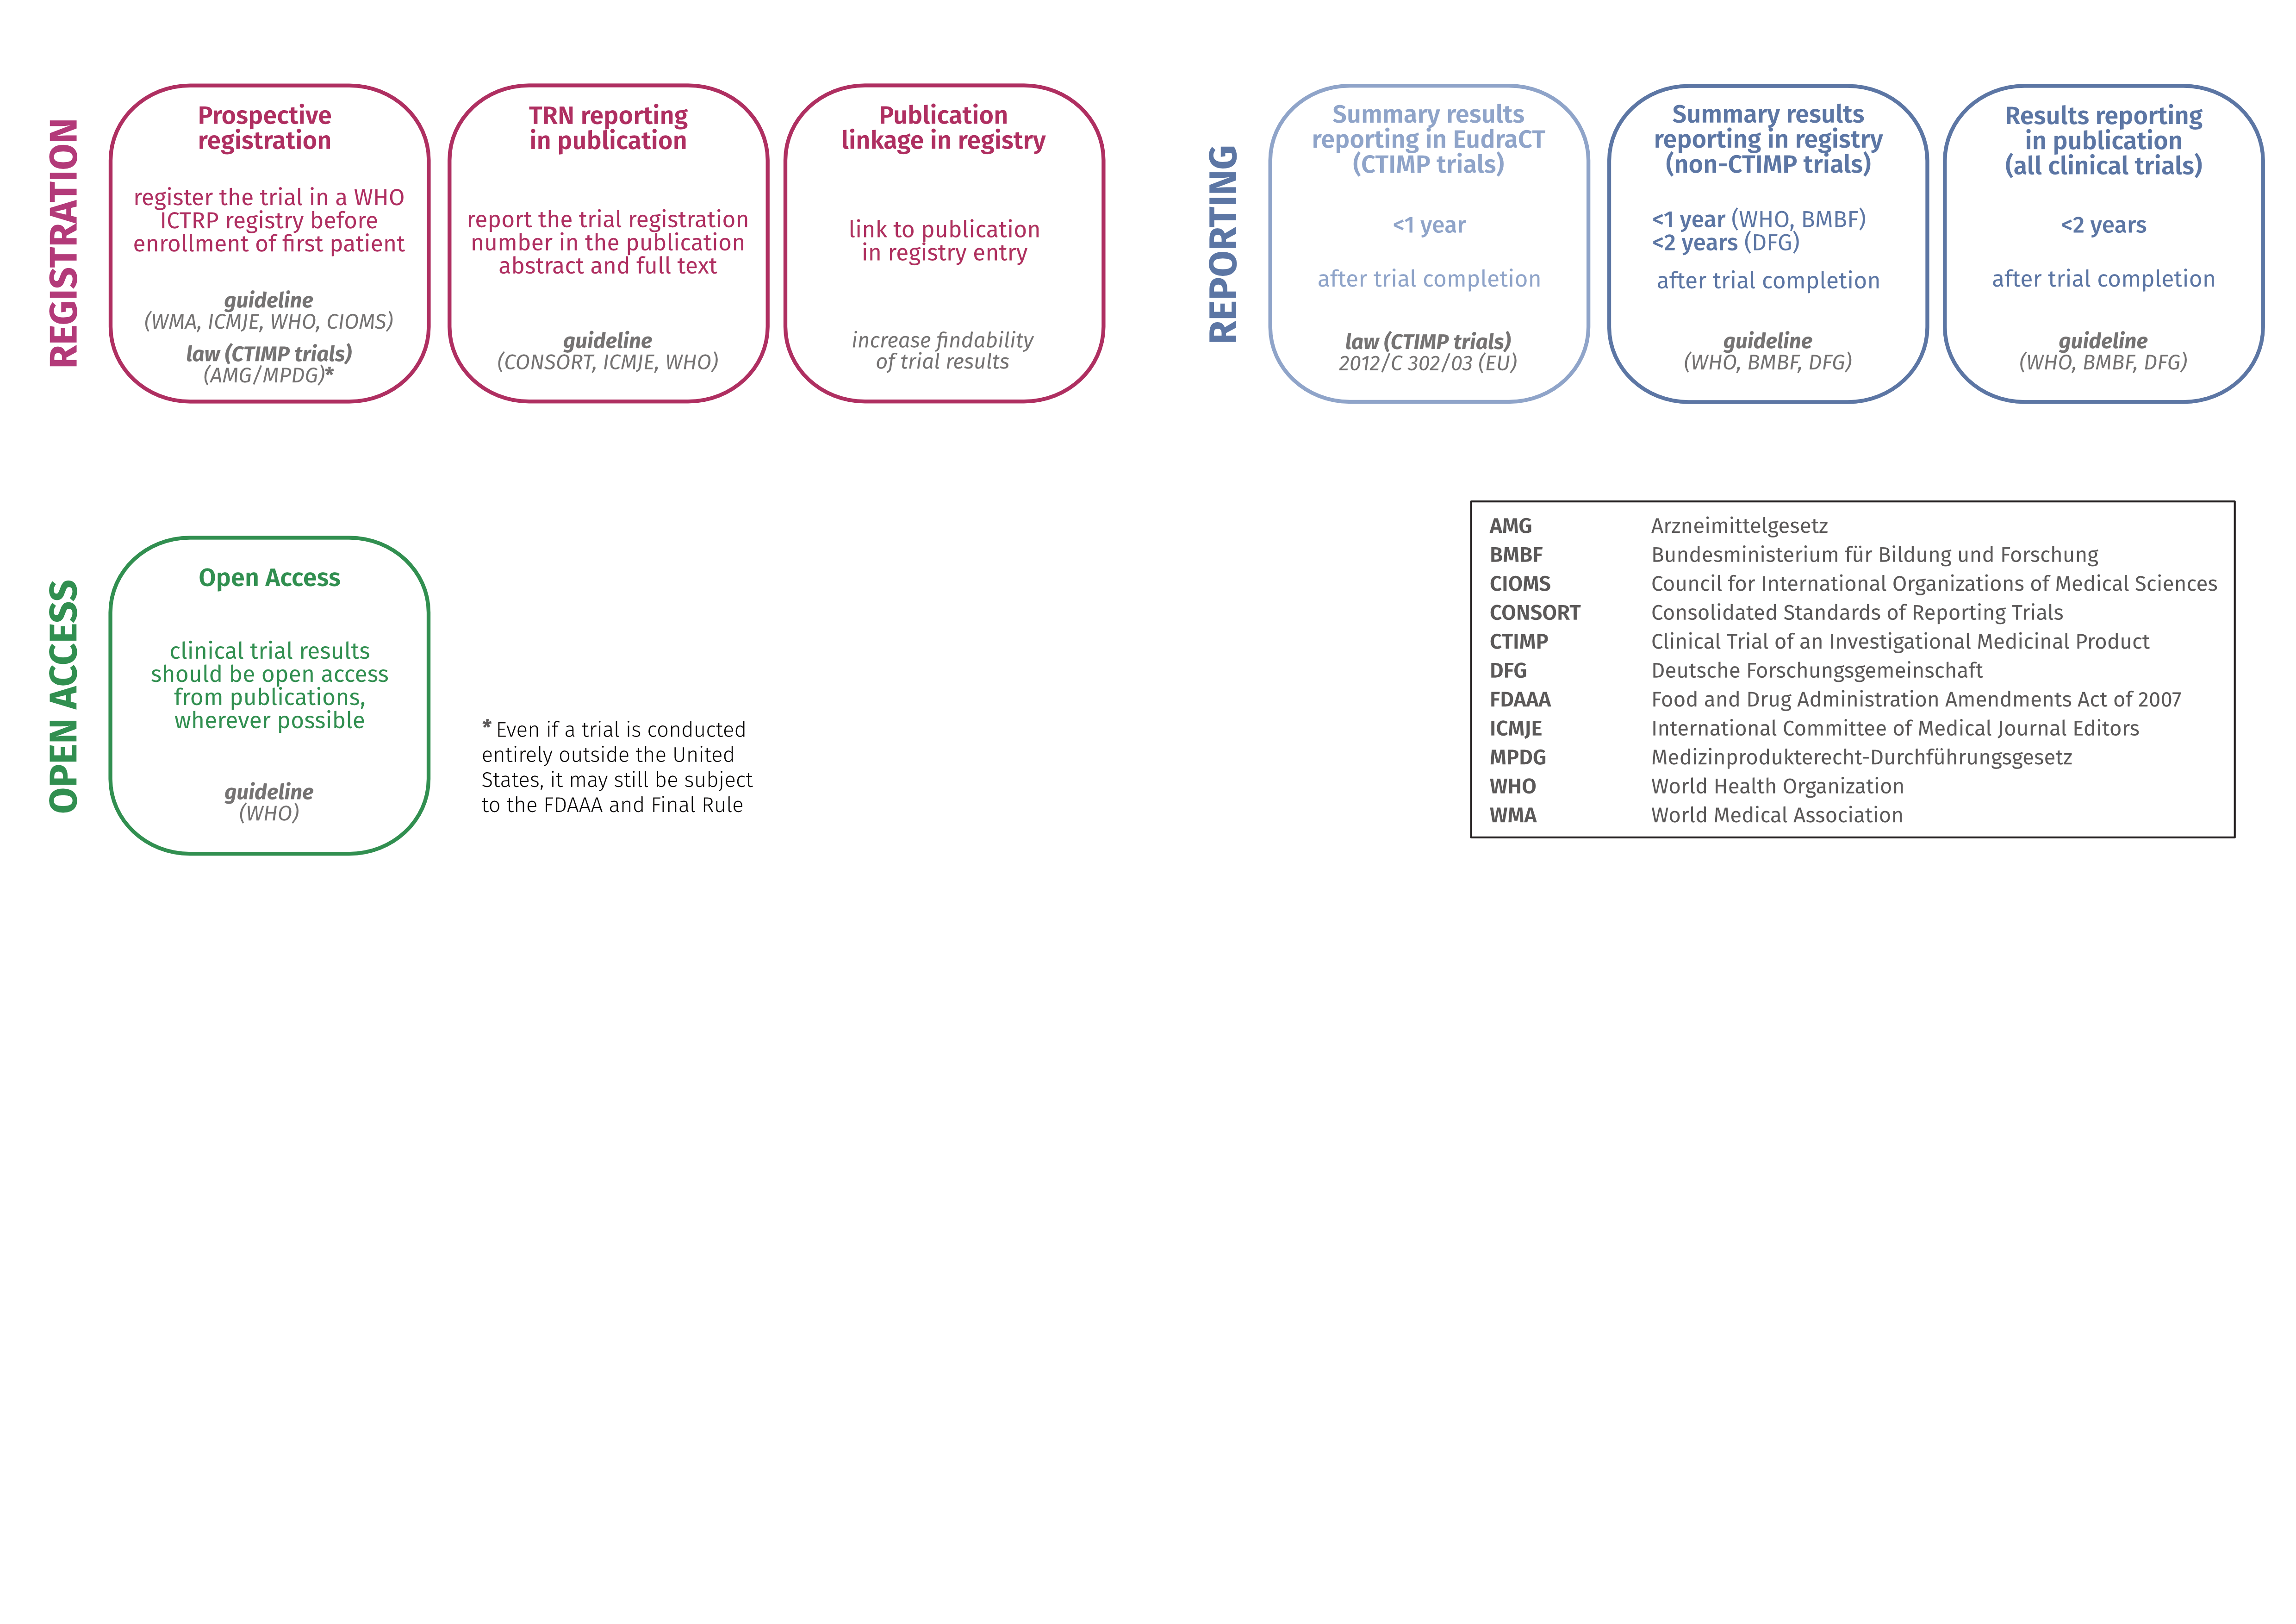 REGISTRATION
Prospective
registration
register the trial in a WHO
ICTRP registry before
enrollment of first patient
guideline
(WMA, ICMJE, WHO, CIOMS)
law (CTIMP trials)
(AMG/MPDG)*
TRN reporting
in publication
report the trial registration
number in the publication
abstract and full text
guideline
(CONSORT, ICMJE, WHO)
Publication
linkage in registry
link to publication
in registry entry
increase findability
of trial results
REPORTING
Summary results
reporting in EudraCT
(CTIMP trials)
<1 year
after trial completion
law (CTIMP trials)
2012/C 302/03 (EU)
Summary results
reporting in registry
(non-CTIMP trials)
<1 year (WHO, BMBF)
<2 years (DFG)
after trial completion
guideline
(WHO, BMBF, DFG)
Results reporting
in publication
(all clinical trials)
<2 years
after trial completion
guideline
(WHO, BMBF, DFG)
OPEN ACCESS
Open Access
clinical trial results
should be open access
from publications,
wherever possible
guideline
(WHO)
* Even if a trial is conducted
entirely outside the United
States, it may still be subject
to the FDAAA and Final Rule
AMG Arzneimittelgesetz
BMBF Bundesministerium für Bildung und Forschung
CIOMS Council for International Organizations of Medical Sciences
CONSORT Consolidated Standards of Reporting Trials
CTIMP Clinical Trial of an Investigational Medicinal Product
DFG Deutsche Forschungsgemeinschaft
FDAAA Food and Drug Administration Amendments Act of 2007
ICMJE International Committee of Medical Journal Editors
MPDG Medizinprodukterecht-Durchführungsgesetz
WHO World Health Organization
WMA World Medical Association